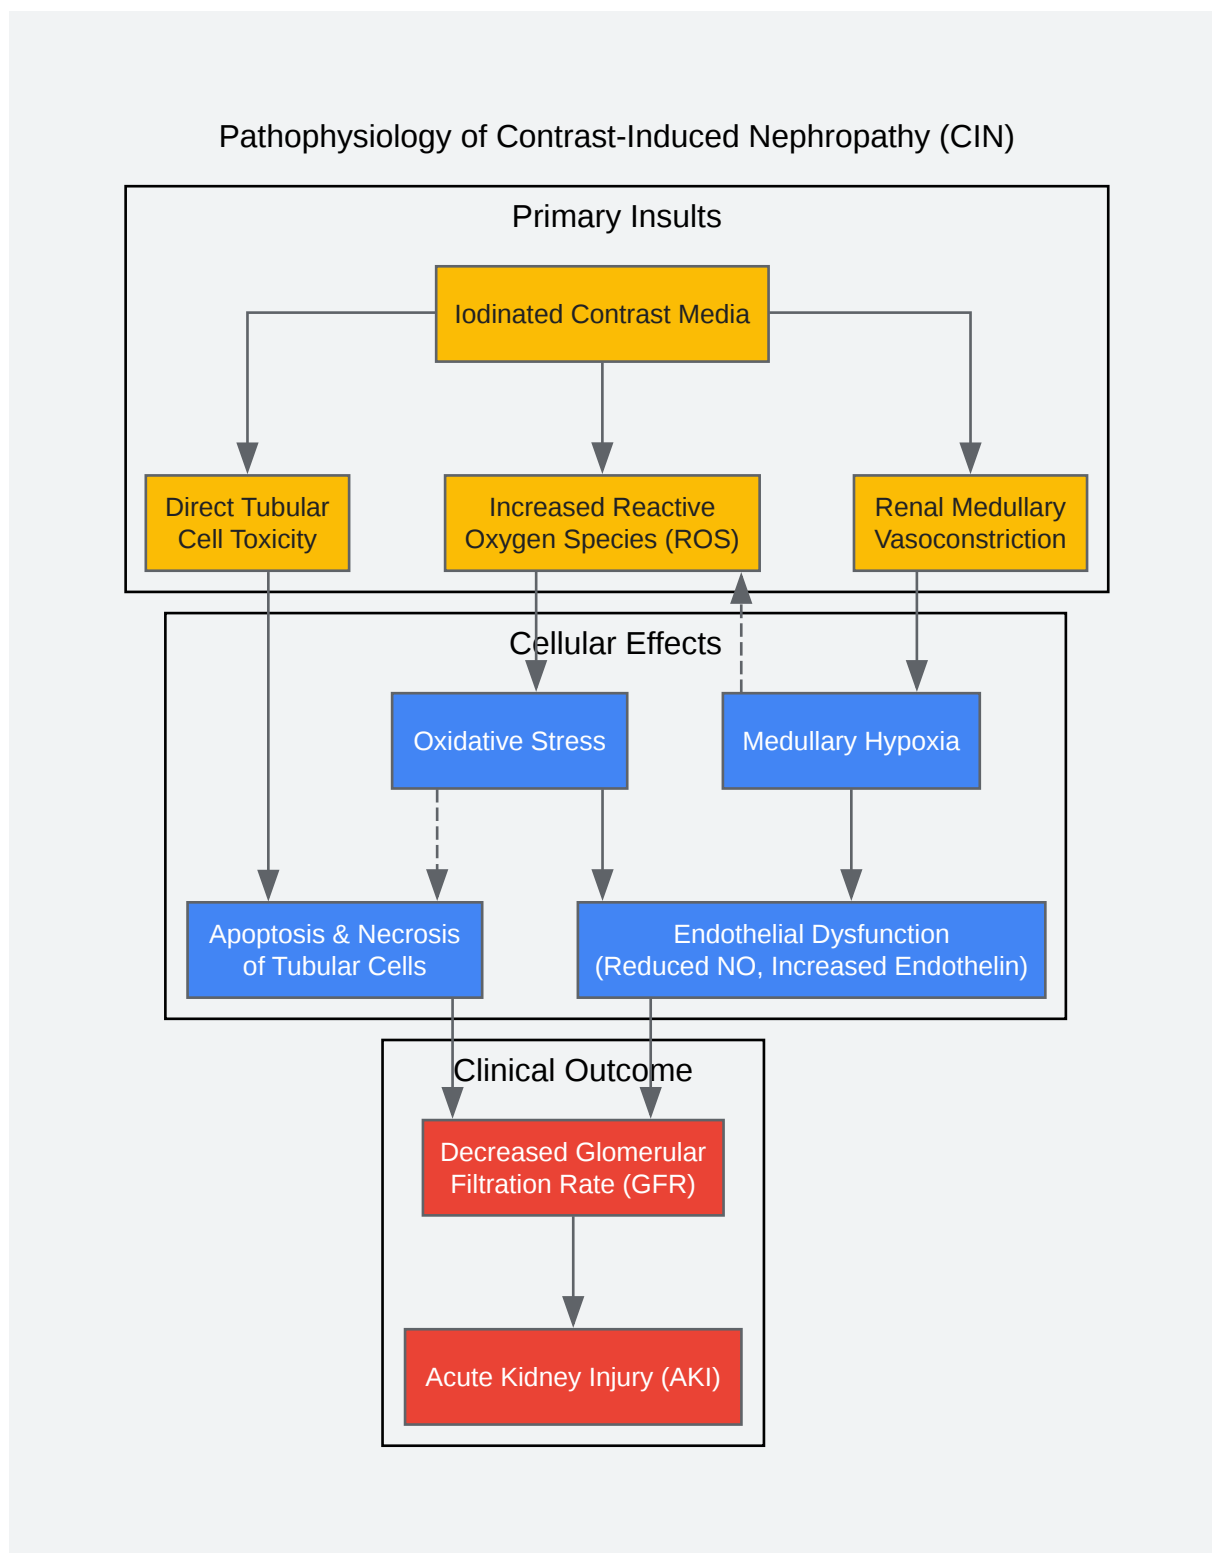 Pathophysiology of Contrast-Induced Nephropathy (CIN)
Primary Insults
Iodinated Contrast Media
Direct Tubular
Cell Toxicity
Increased Reactive
Oxygen Species (ROS)
Renal Medullary
Vasoconstriction
Cellular Effects
Oxidative Stress
Medullary Hypoxia
Apoptosis & Necrosis
of Tubular Cells
Endothelial Dysfunction
(Reduced NO, Increased Endothelin)
Clinical Outcome
Decreased Glomerular
Filtration Rate (GFR)
Acute Kidney Injury (AKI)